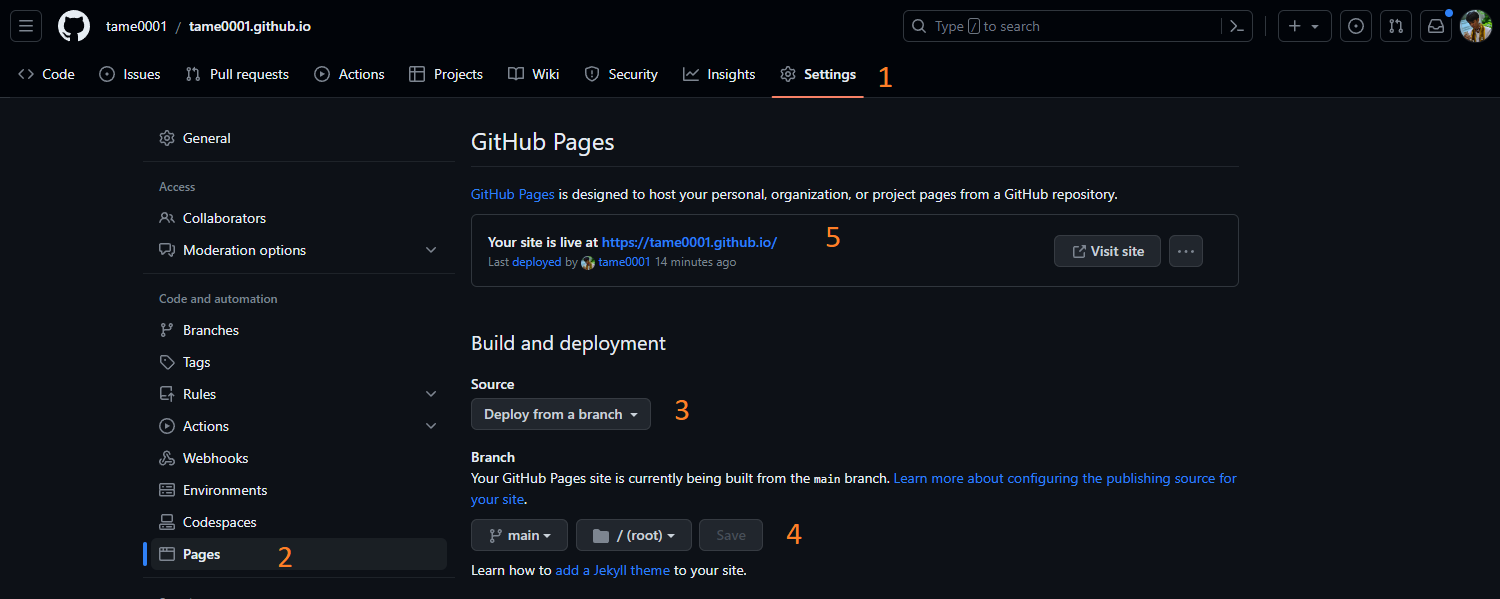 tame0001 / tame0001.github.io
Type / to search
Code Issues Pull requests Actions Projects Wiki Security Insights Settings 1
General
Access
Collaborators
Moderation options
Code and automation
Branches
Tags
Rules
Actions
Webhooks
Environments
Codespaces
Pages 2
GitHub Pages
GitHub Pages is designed to host your personal, organization, or project pages from a GitHub repository.
Your site is live at https://tame0001.github.io/ 5
Last deployed by tame0001 14 minutes ago
Visit site
Build and deployment
Source
Deploy from a branch 3
Branch
Your GitHub Pages site is currently being built from the main branch. Learn more about configuring the publishing source for
your site.
main / (root) Save 4
Learn how to add a Jekyll theme to your site.